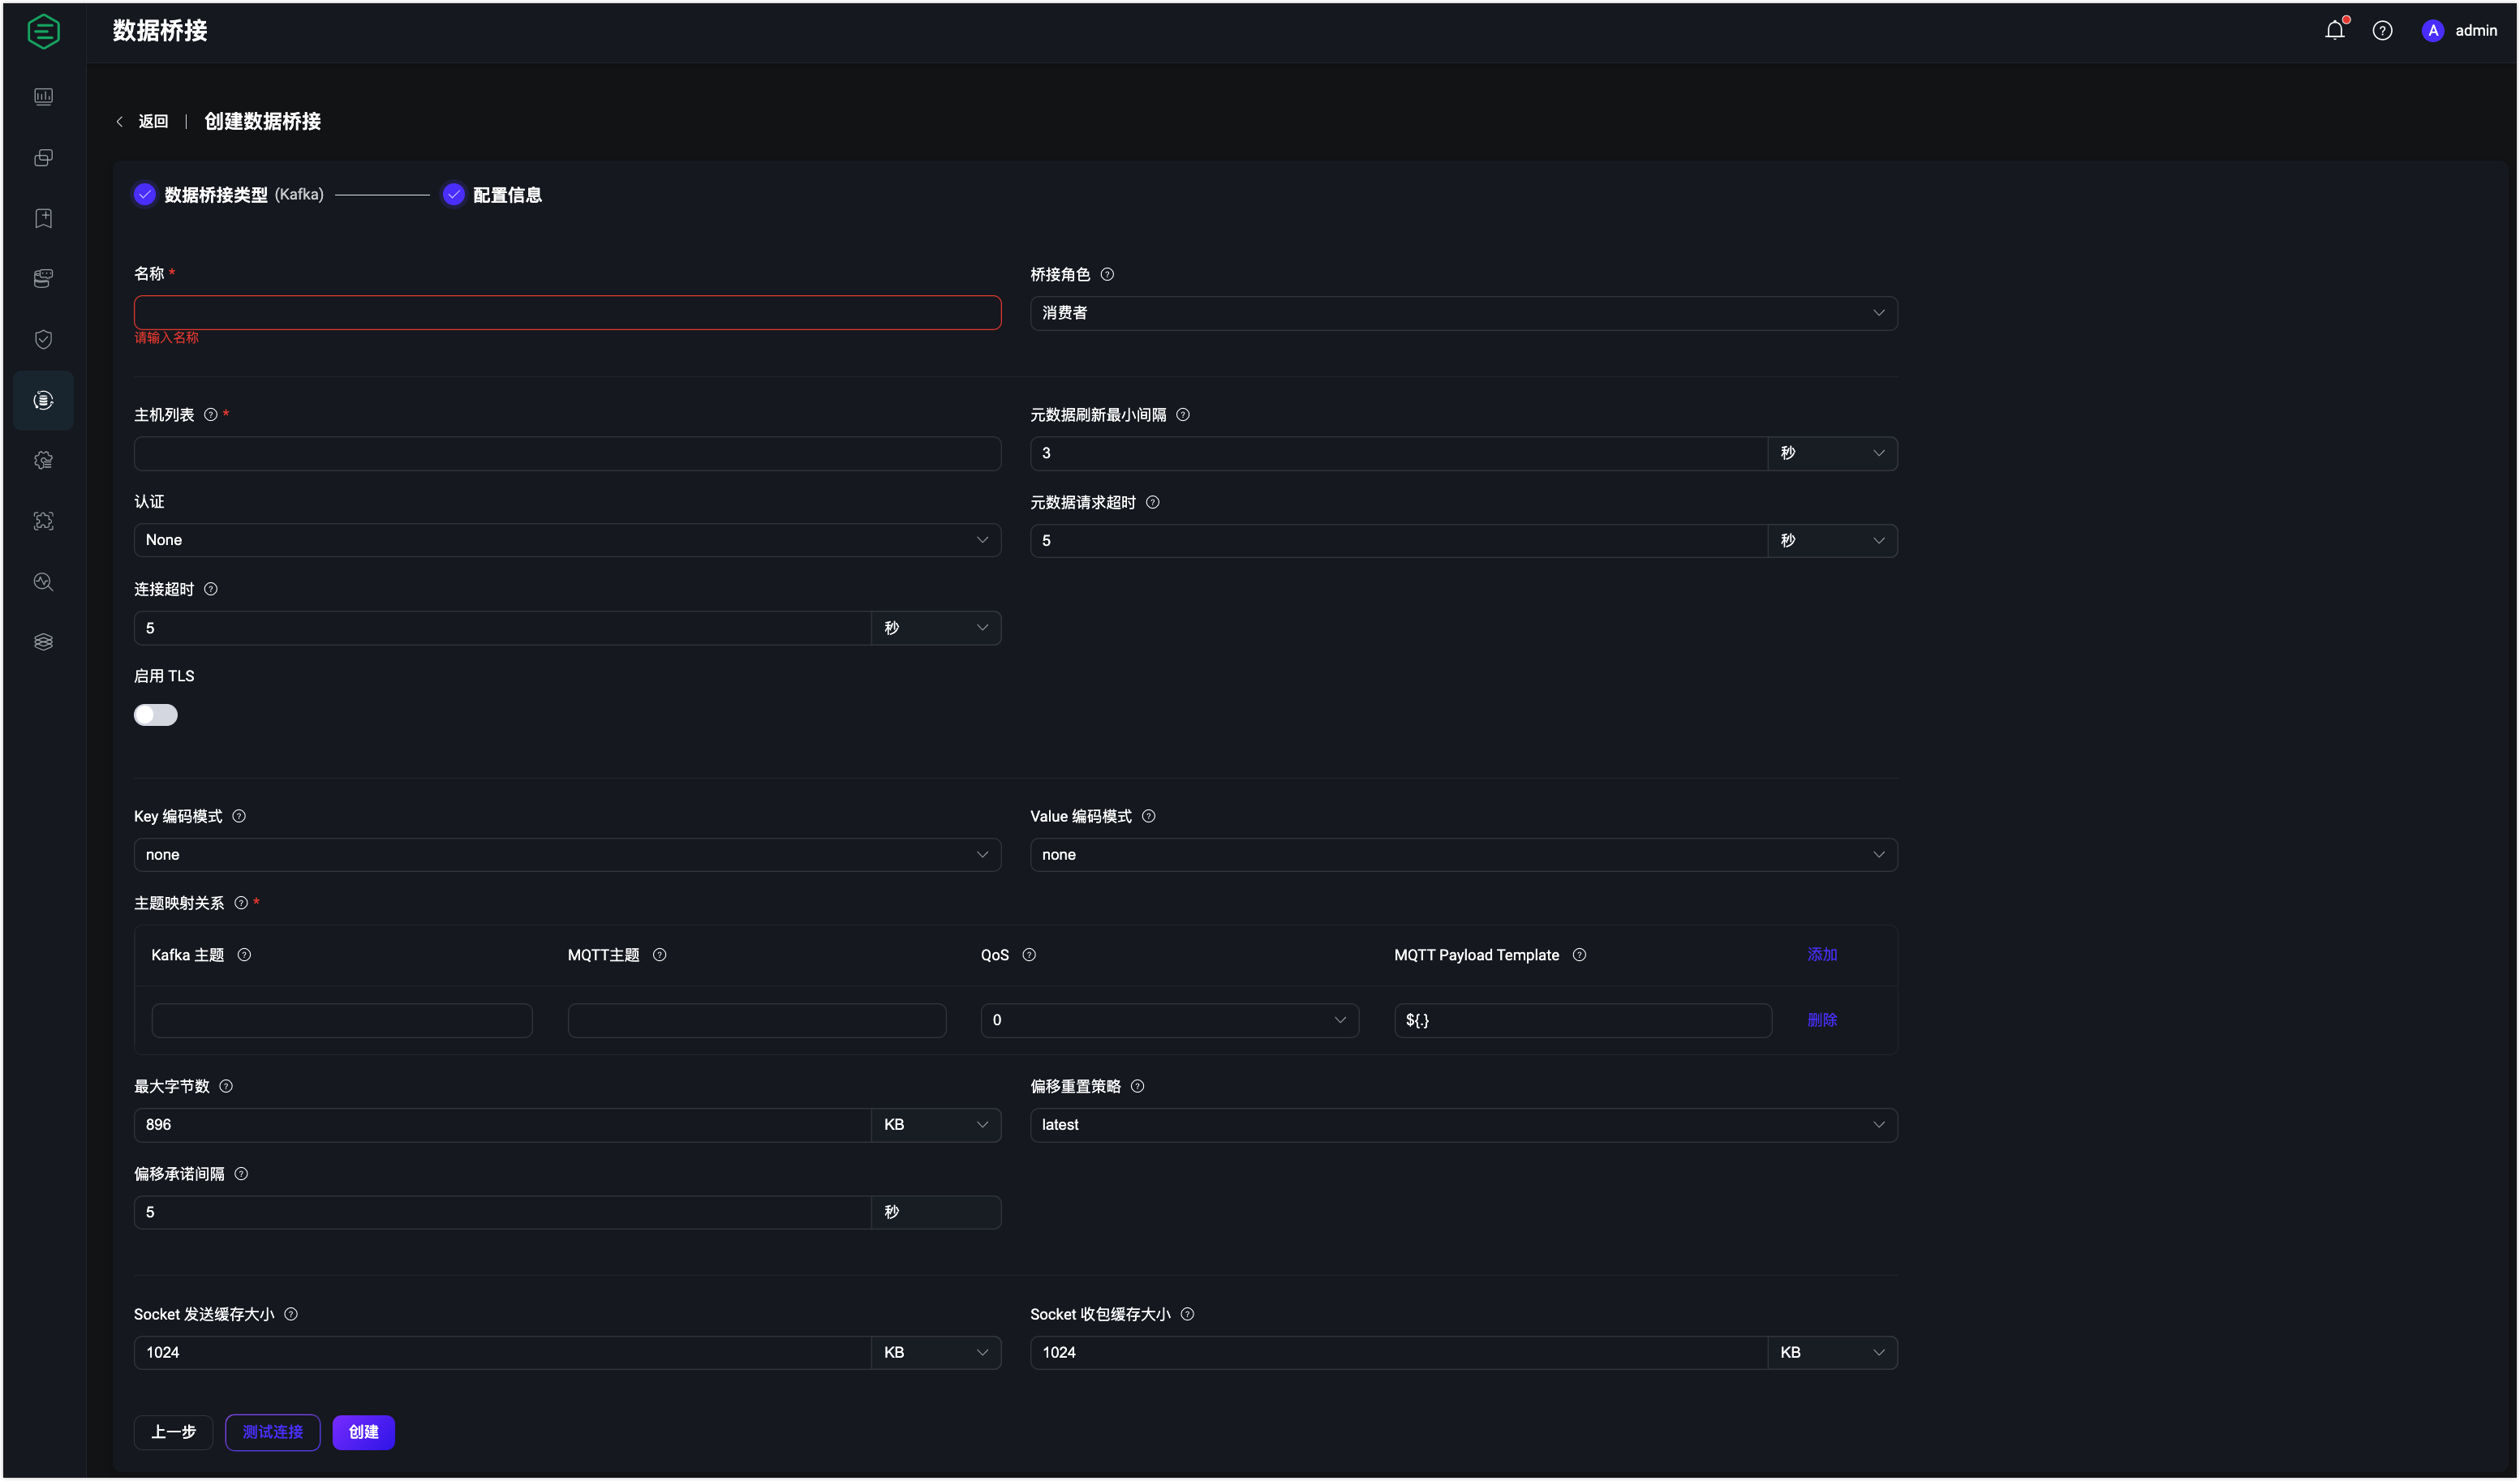 数据桥接
A admin
返回 | 创建数据桥接
数据桥接类型 (Kafka) 配置信息
名称 *
桥接角色
消费者
请输入名称
主机列表 *
元数据刷新最小间隔
3 秒
认证
元数据请求超时
None
5 秒
连接超时
5 秒
启用 TLS
Key 编码模式
Value 编码模式
none
none
主题映射关系 *
Kafka 主题 MQTT主题 QoS MQTT Payload Template 添加
0 ${.} 删除
最大字节数
偏移重置策略
896 KB
latest
偏移承诺间隔
5 秒
Socket 发送缓存大小
Socket 收包缓存大小
1024 KB
1024 KB
上一步 测试连接 创建